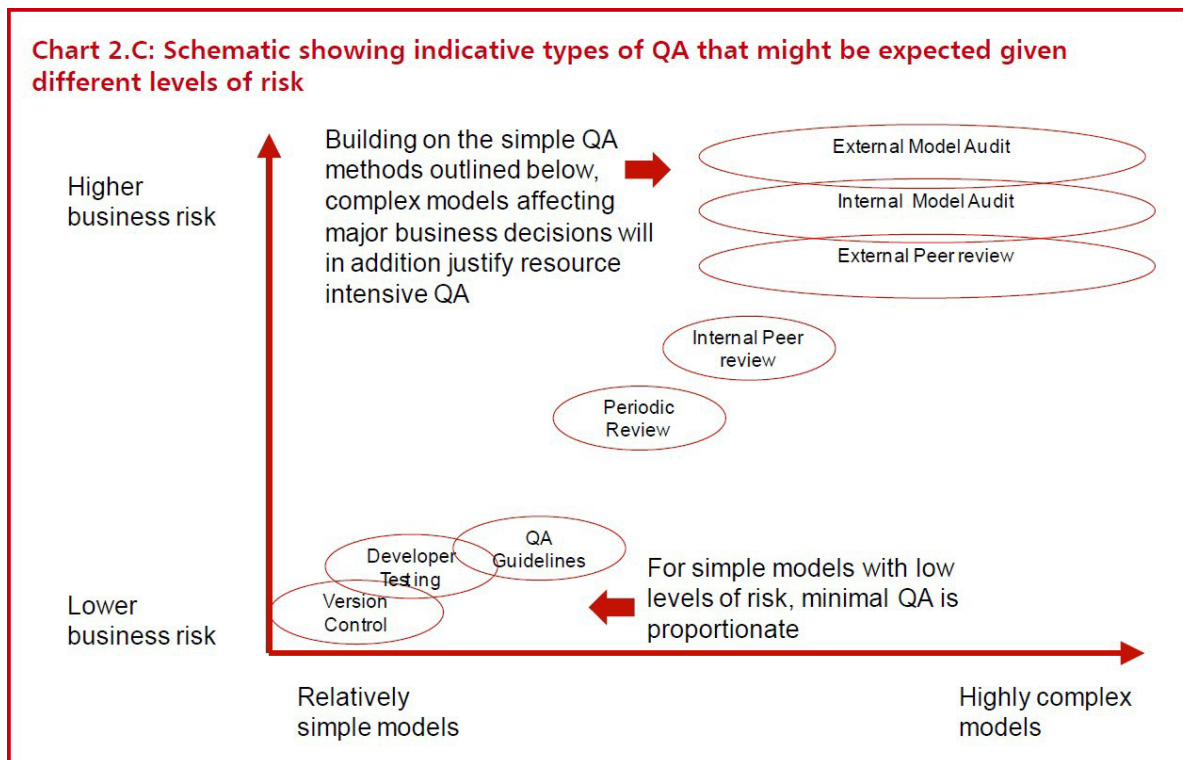 Chart 2.C: Schematic showing indicative types of QA that might be expected given
different levels of risk
Higher
business risk
Building on the simple QA
methods outlined below,
complex models affecting
major business decisions will
in addition justify resource
intensive QA
External Model Audit
Internal Model Audit
External Peer review
Internal Peer
review
Periodic
Review
QA
Guidelines
Developer
Testing
Version
Control
For simple models with low
levels of risk, minimal QA is
proportionate
Lower
business risk
Relatively
simple models
Highly complex
models